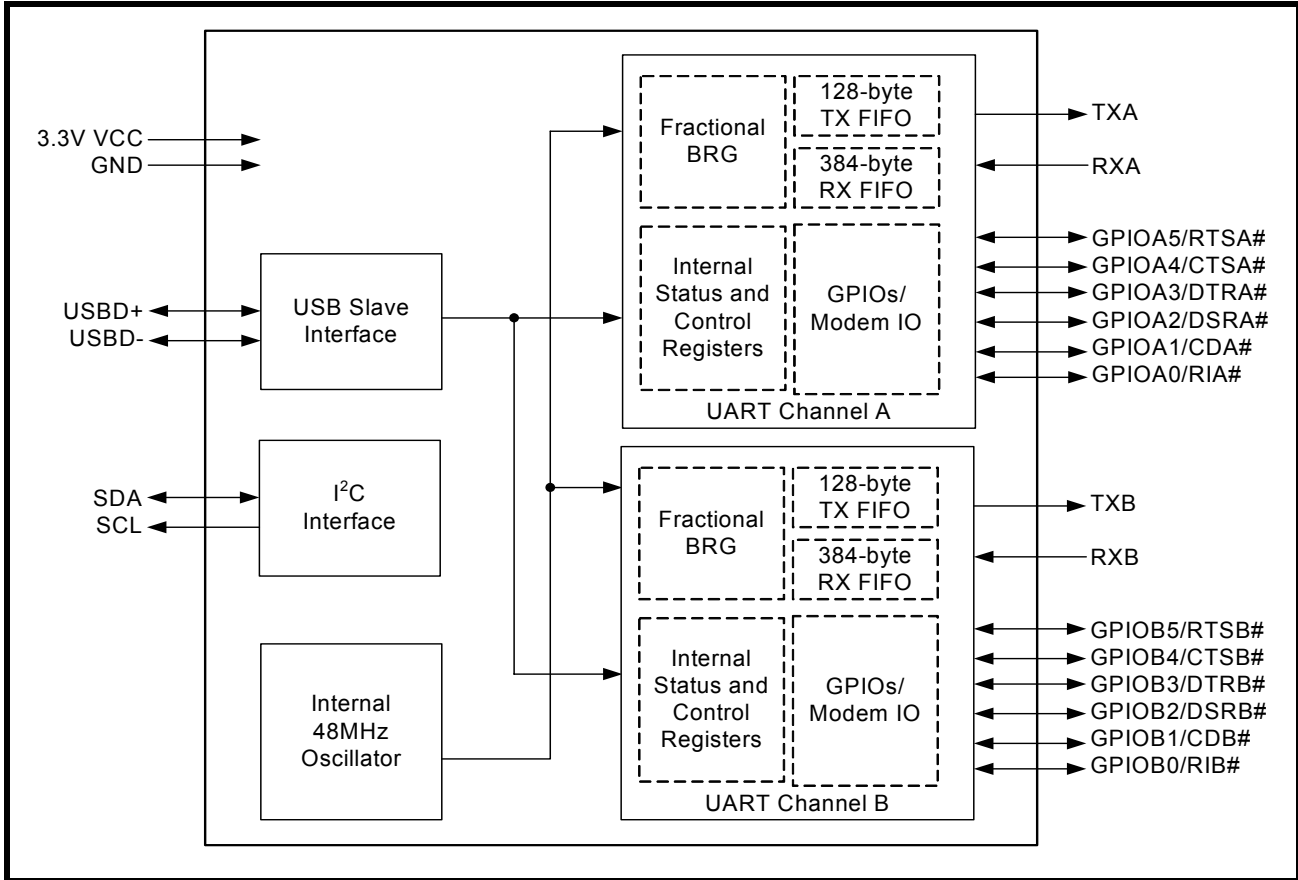 3.3V VCC
GND
USBD+
USBD-
SDA
SCL
USB Slave
Interface
I²C
Interface
Internal
48MHz
Oscillator
Fractional
BRG
128-byte
TX FIFO
384-byte
RX FIFO
Internal
Status and
Control
Registers
GPIOs/
Modem IO
UART Channel A
TXA
RXA
GPIOA5/RTSA#
GPIOA4/CTSA#
GPIOA3/DTRA#
GPIOA2/DSRA#
GPIOA1/CDA#
GPIOA0/RIA#
Fractional
BRG
128-byte
TX FIFO
384-byte
RX FIFO
Internal
Status and
Control
Registers
GPIOs/
Modem IO
UART Channel B
TXB
RXB
GPIOB5/RTSB#
GPIOB4/CTSB#
GPIOB3/DTRB#
GPIOB2/DSRB#
GPIOB1/CDB#
GPIOB0/RIB#